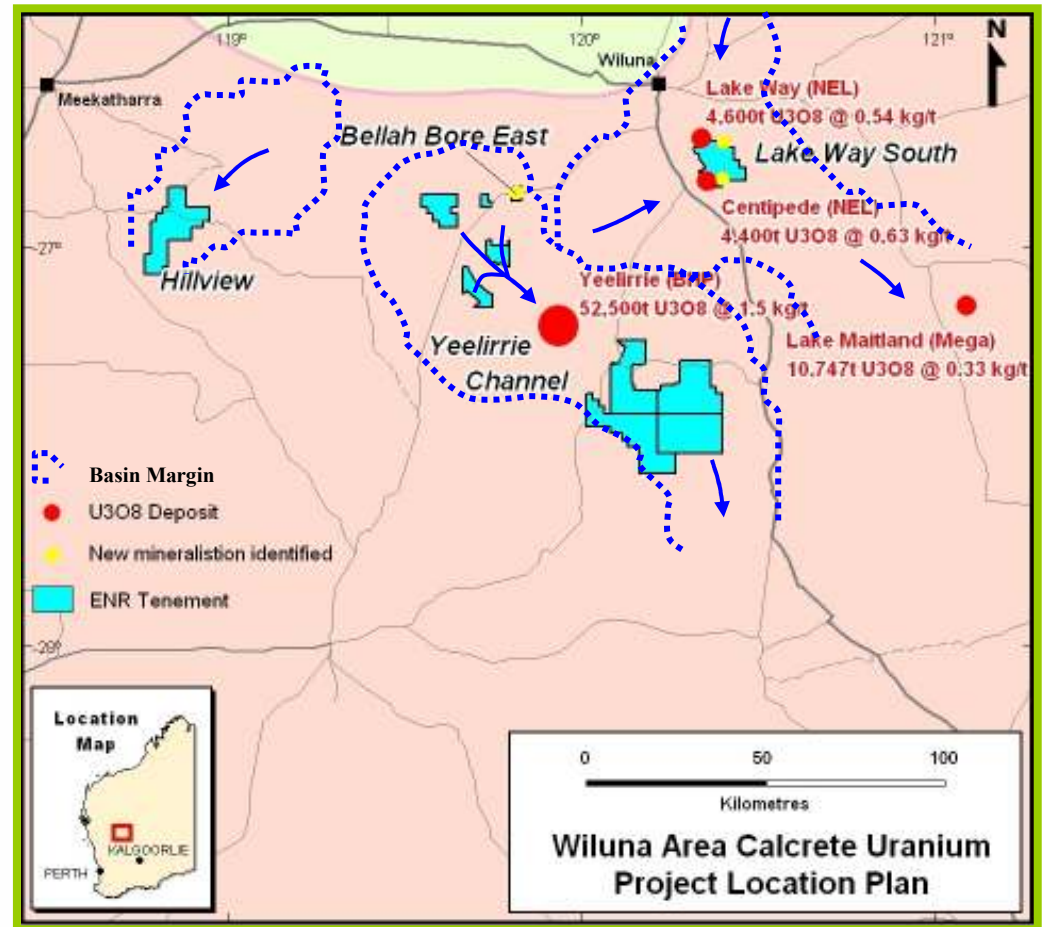 119°
120°
121°
N
Wiluna
Meekatharra
Lake Way (NEL)
4,600t U3O8 @ 0.54 kg/t
Bellah Bore East
Lake Way South
Centipede (NEL)
4,400t U3O8 @ 0.63 kg/t
27°
Hillview
Yeelirrie (BHP)
52,500t U3O8 @ 1.5 kg/t
Yeelirrie
Channel
Lake Maitland (Mega)
10.747t U3O8 @ 0.33 kg/t
Basin Margin
U3O8 Deposit
New mineralistion identified
ENR Tenement
28°
Location
Map
KALGOORLIE
PERTH
0 50 100
Kilometres
Wiluna Area Calcrete Uranium
Project Location Plan